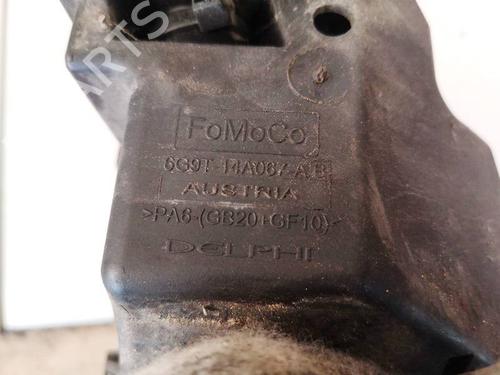 FoMoCo
6G9T-14A067-AB
AUSTRIA
>PA6-(GB20+GF10)<
DELPHI